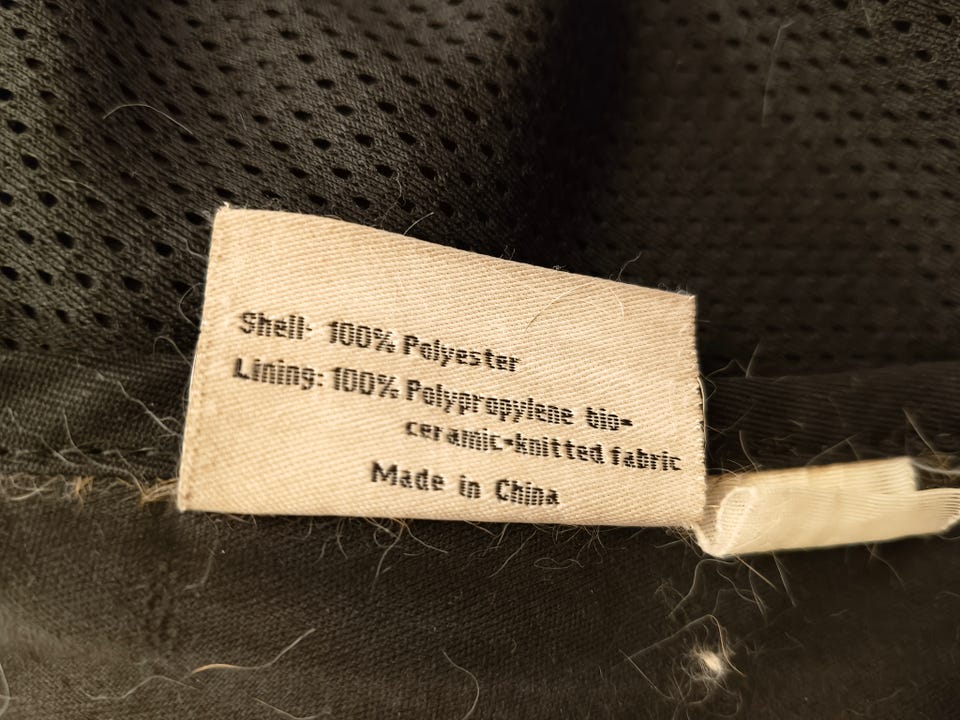 Shell: 100% Polyester
Lining: 100% Polypropylene bio-
ceramic-knitted fabric
Made in China